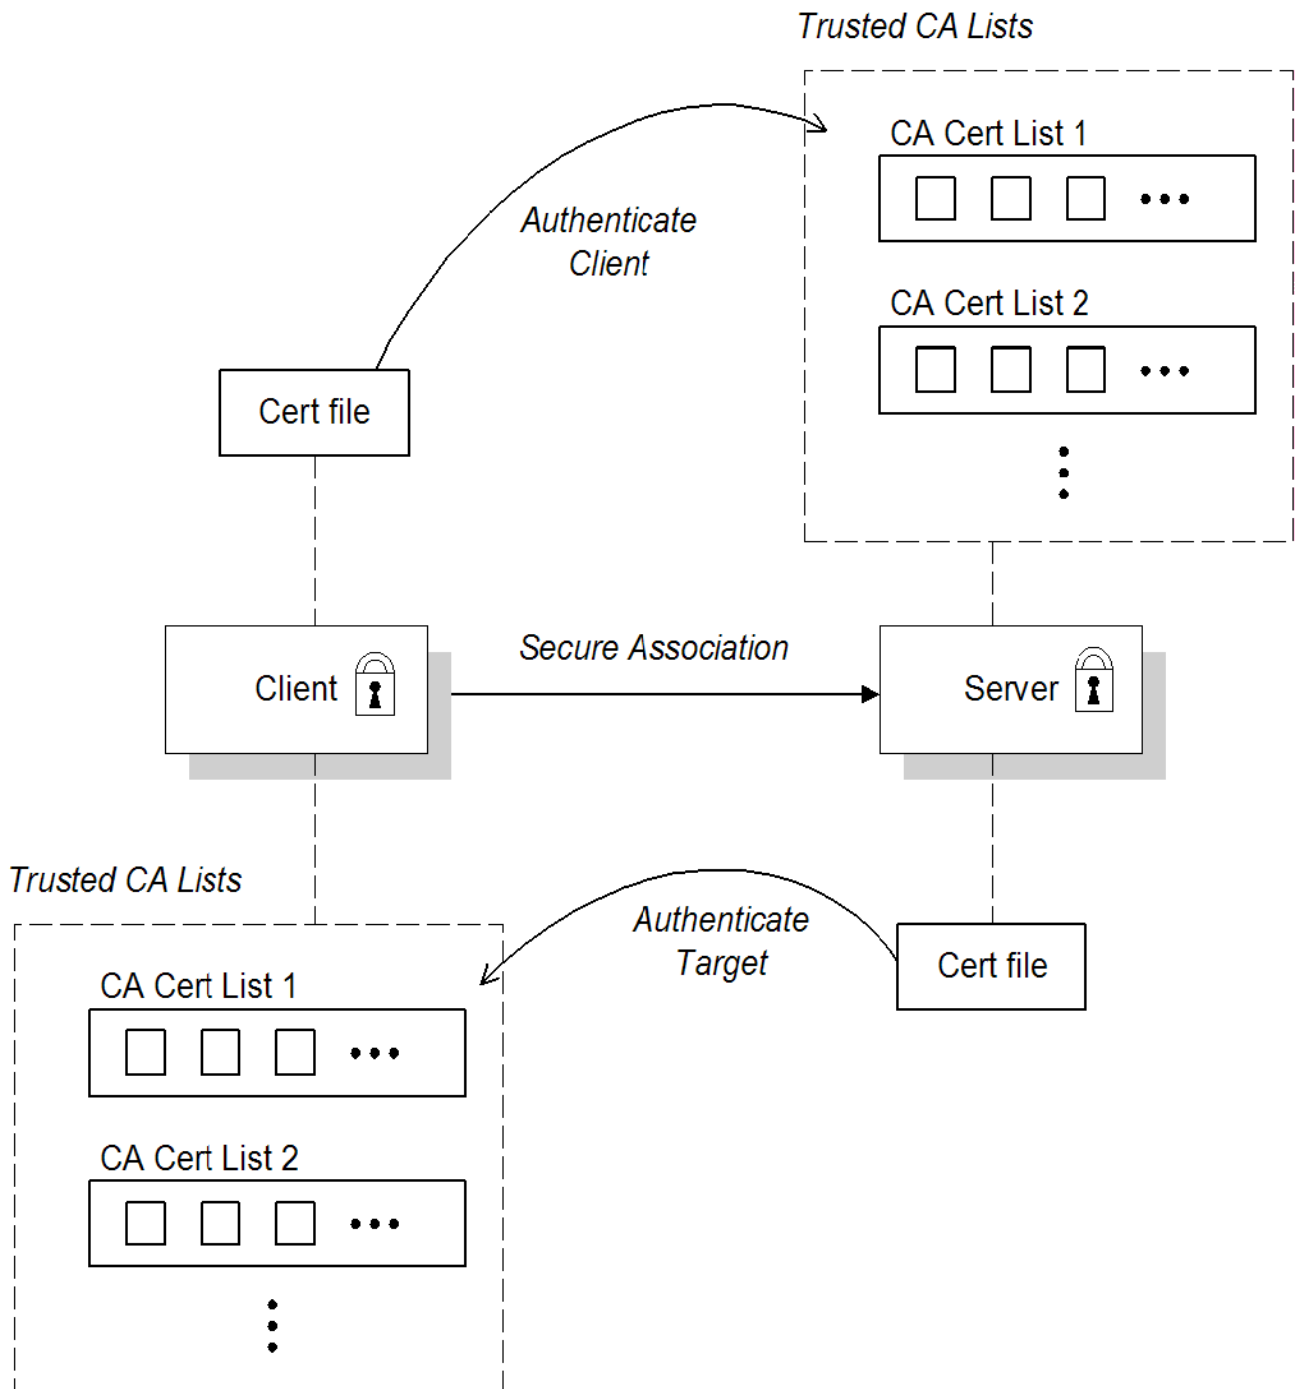 Trusted CA Lists
CA Cert List 1
Authenticate
Client
CA Cert List 2
Cert file
Secure Association
Client
Server
Trusted CA Lists
Authenticate
Target
Cert file
CA Cert List 1
CA Cert List 2